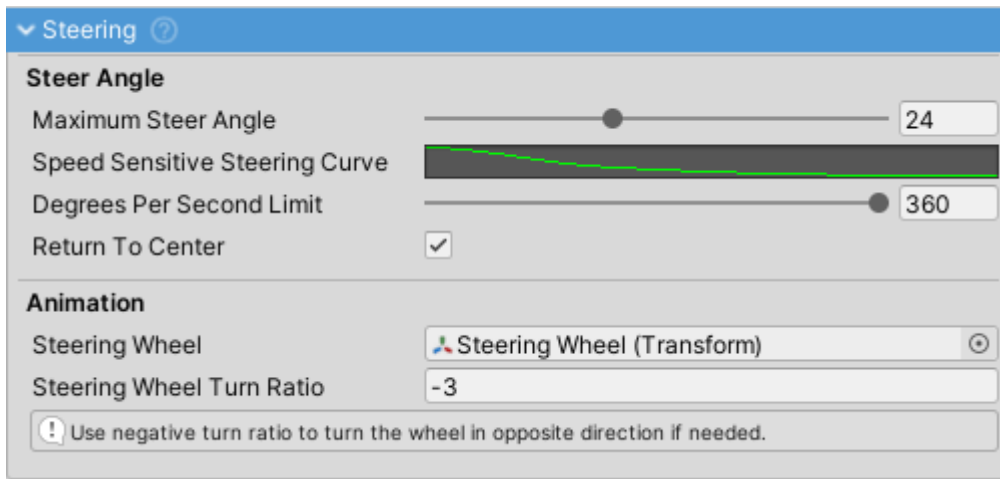 Steering
Steer Angle
Maximum Steer Angle 24
Speed Sensitive Steering Curve
Degrees Per Second Limit 360
Return To Center
Animation
Steering Wheel Steering Wheel (Transform)
Steering Wheel Turn Ratio -3
Use negative turn ratio to turn the wheel in opposite direction if needed.